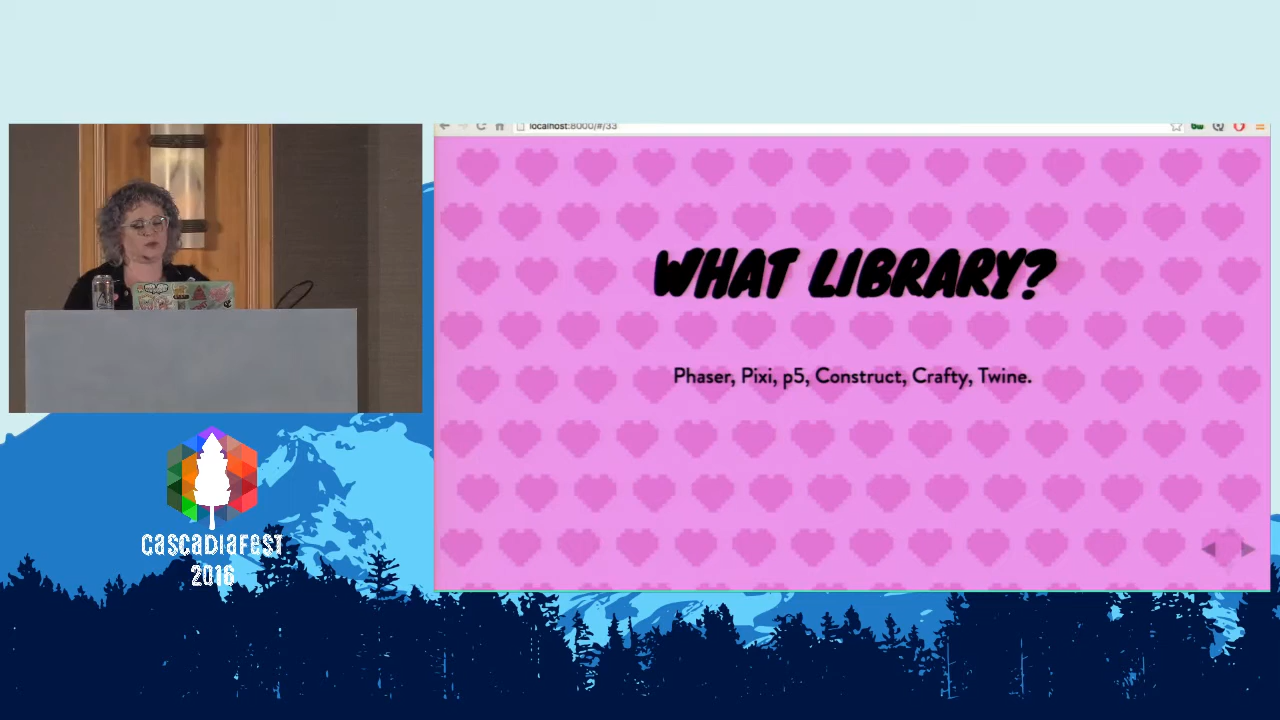 localhost:8000/#/33
WHAT LIBRARY?
Phaser, Pixi, p5, Construct, Crafty, Twine.
CASCADIAFEST
2016